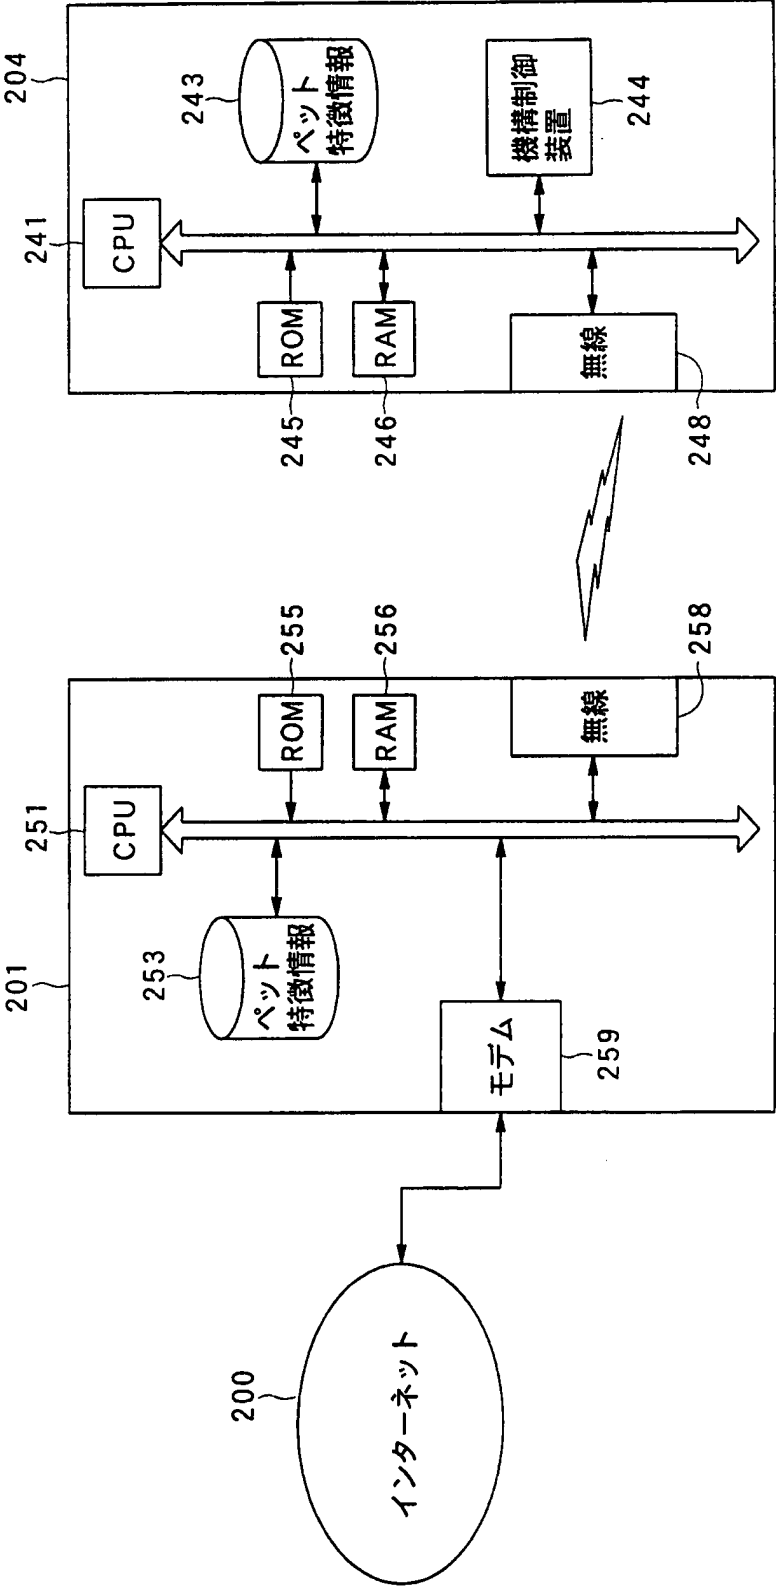 200
インターネット
201
251
CPU
253
ペット
特徴情報
255
ROM
256
RAM
モデム
259
無線
258
204
241
CPU
243
ペット
特徴情報
245
ROM
246
RAM
機構制御
装置
244
無線
248